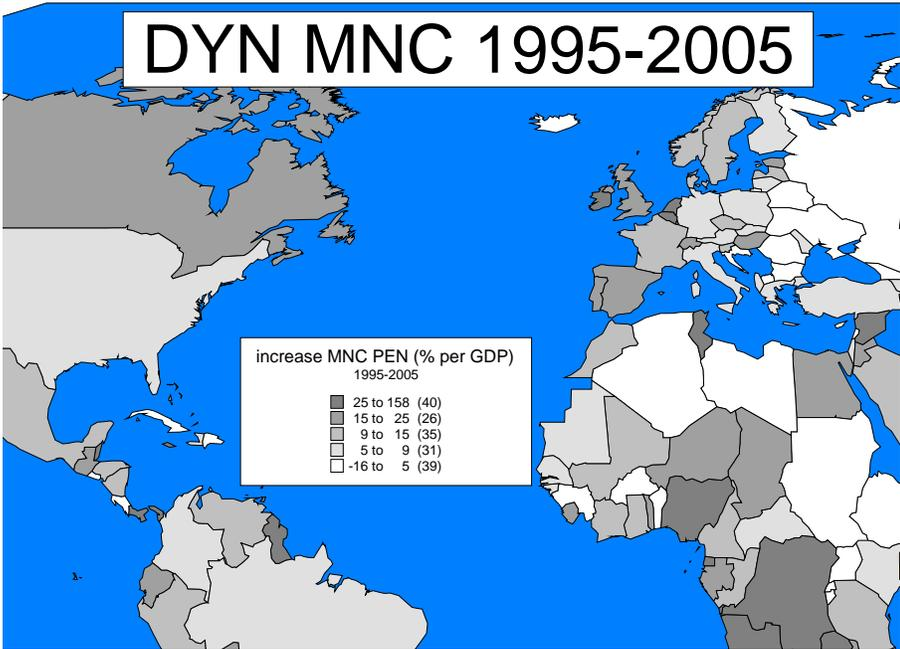 DYN MNC 1995-2005
increase MNC PEN (% per GDP)
1995-2005
25 to 158 (40)
15 to 25 (26)
9 to 15 (35)
5 to 9 (31)
-16 to 5 (39)